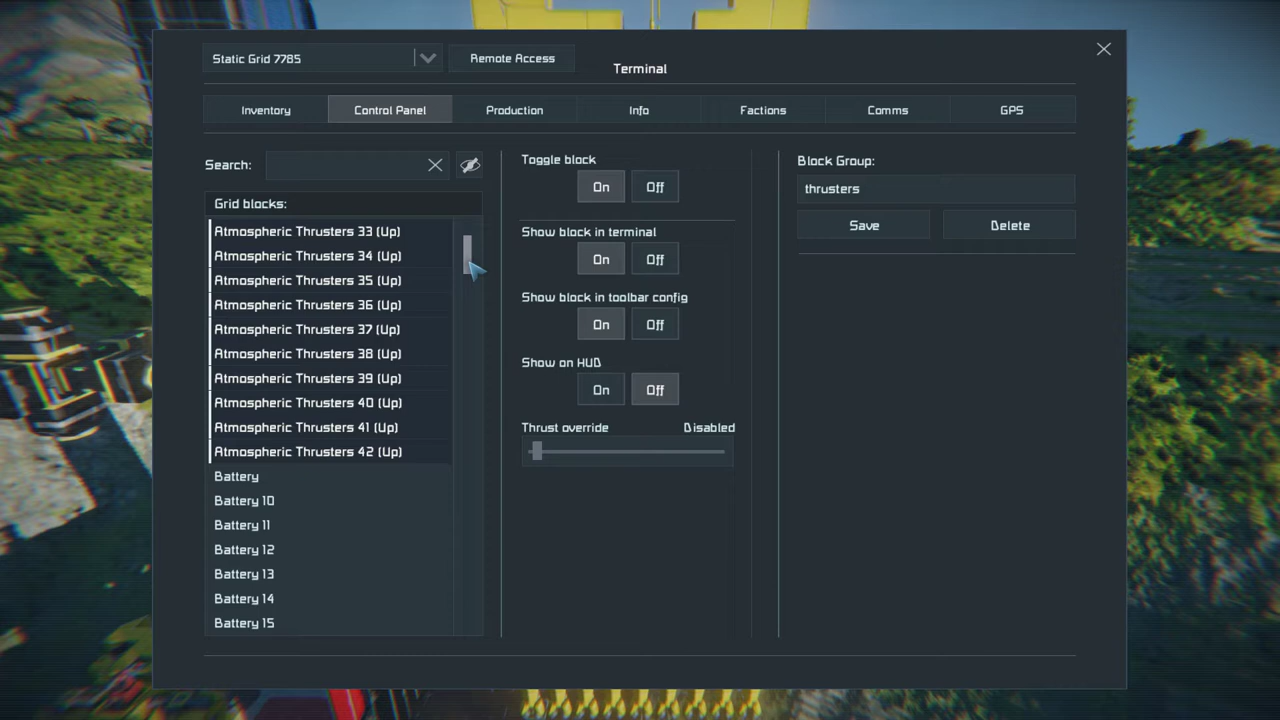 Static Grid 7785
Remote Access
Terminal
Inventory
Control Panel
Production
Info
Factions
Comms
GPS
Search:
Grid blocks:
Atmospheric Thrusters 33 (Up)
Atmospheric Thrusters 34 (Up)
Atmospheric Thrusters 35 (Up)
Atmospheric Thrusters 36 (Up)
Atmospheric Thrusters 37 (Up)
Atmospheric Thrusters 38 (Up)
Atmospheric Thrusters 39 (Up)
Atmospheric Thrusters 40 (Up)
Atmospheric Thrusters 41 (Up)
Atmospheric Thrusters 42 (Up)
Battery
Battery 10
Battery 11
Battery 12
Battery 13
Battery 14
Battery 15
Toggle block
On Off
Show block in terminal
On Off
Show block in toolbar config
On Off
Show on HUD
On Off
Thrust override Disabled
Block Group:
thrusters
Save Delete